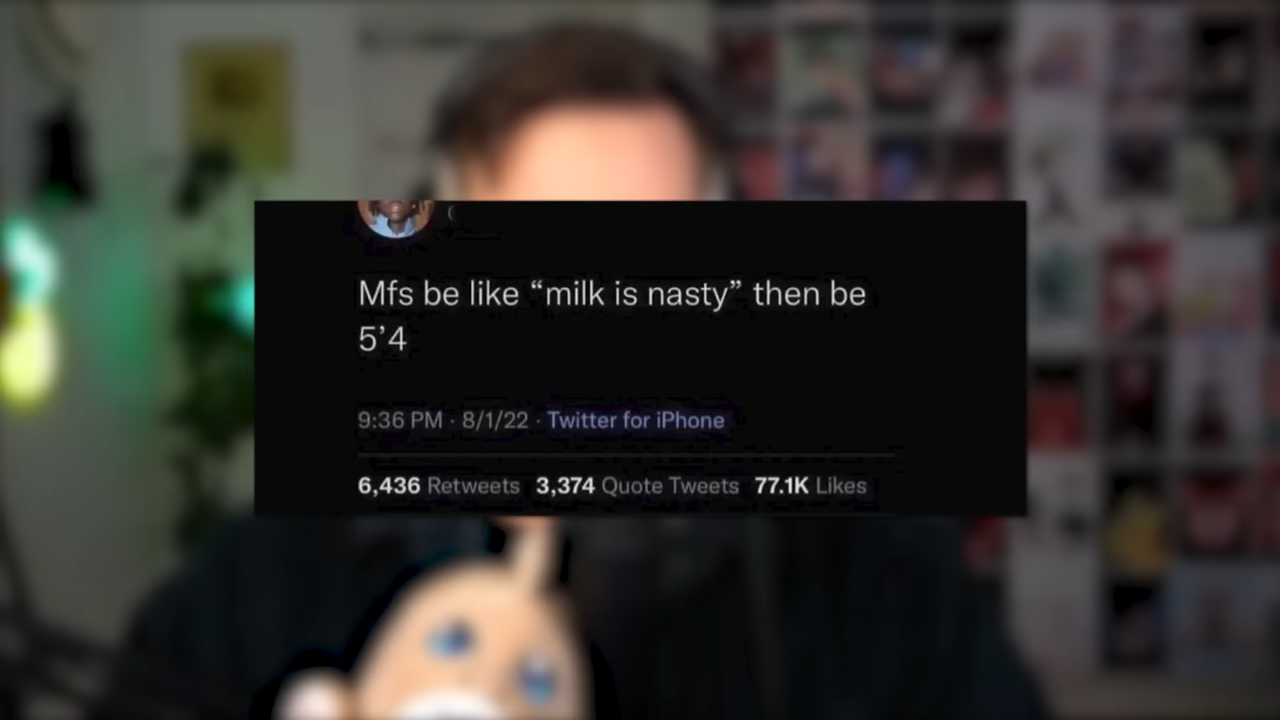 Mfs be like “milk is nasty” then be
5’4
9:36 PM · 8/1/22 · Twitter for iPhone
6,436 Retweets 3,374 Quote Tweets 77.1K Likes